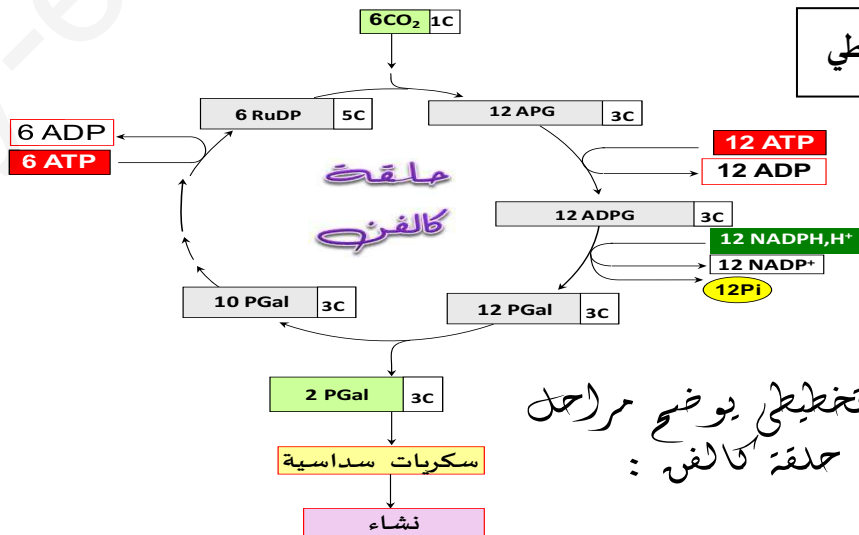 6CO₂ 1C
طي
6 RuDP 5C
12 APG 3C
6 ADP
6 ATP
12 ATP
12 ADP
حلقة
كالفن
12 ADPG 3C
12 NADPH,H⁺
12 NADP⁺
12Pi
10 PGal 3C
12 PGal 3C
2 PGal 3C
تخطيطي يوضح مراحل
حلقة كالفن :
سكريات سداسية
نشاء